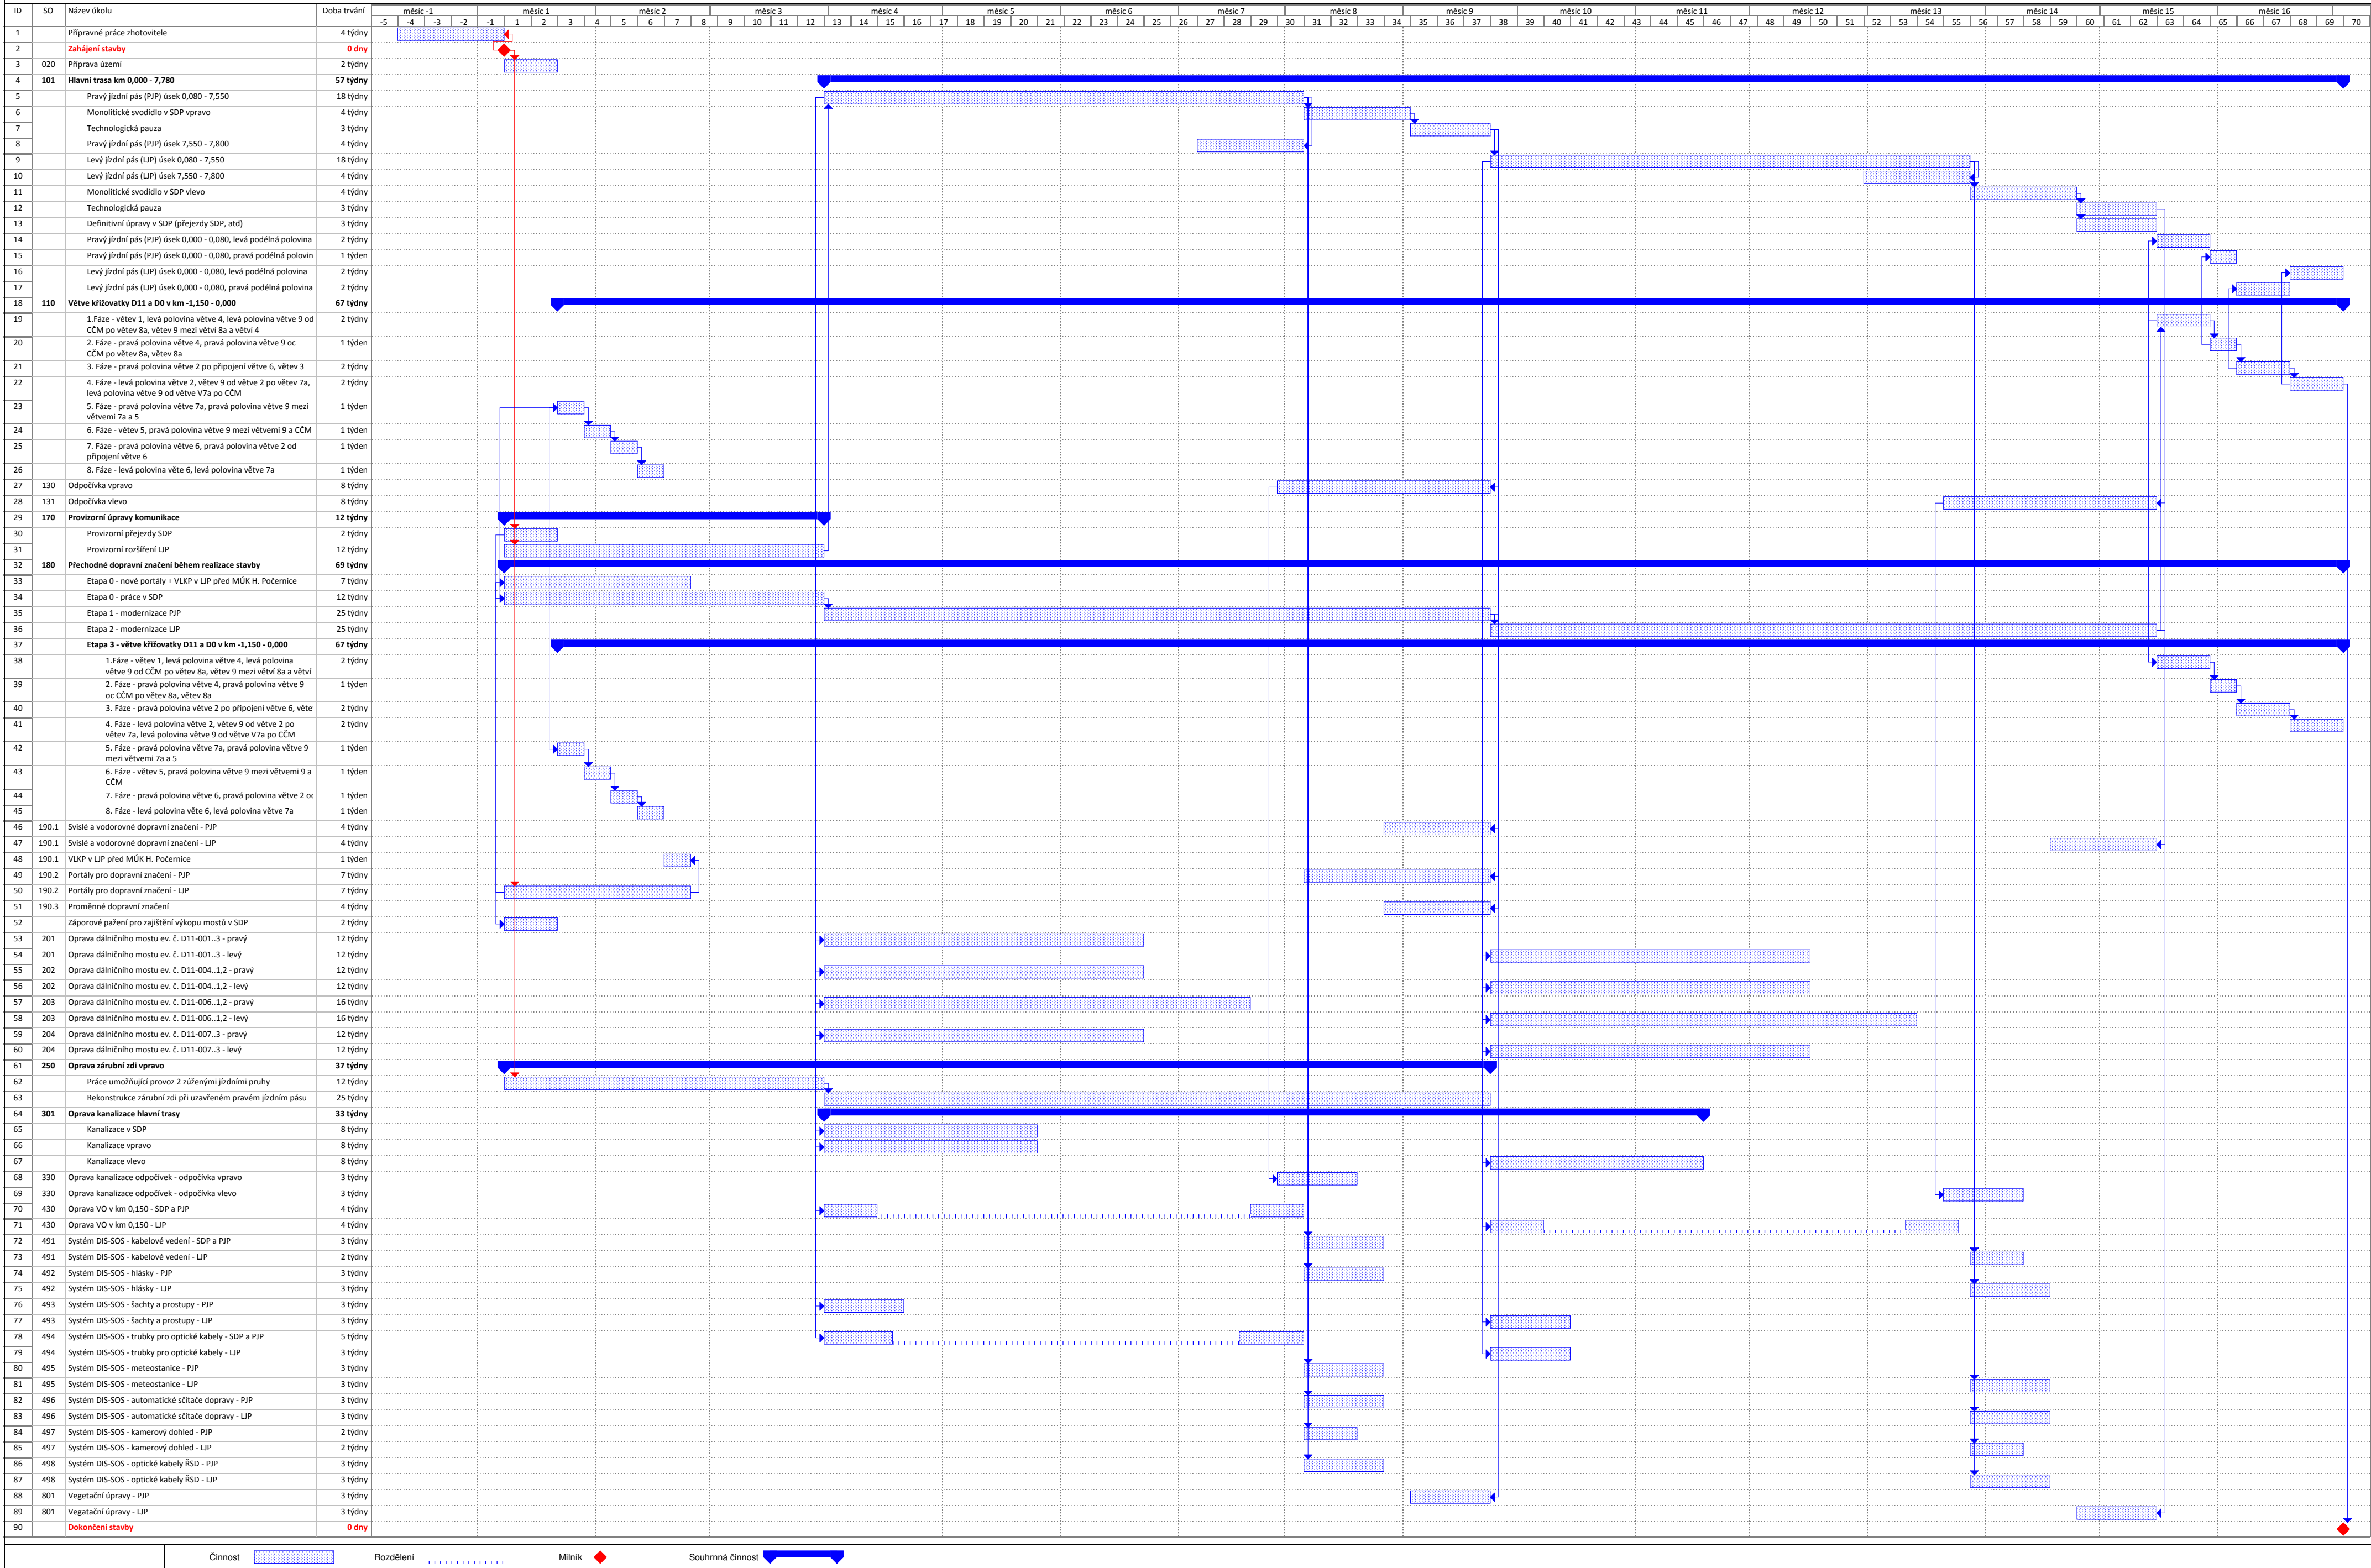 ID SO Název úkolu Doba trvání měsíc -1 měsíc 1 měsíc 2 měsíc 3 měsíc 4 měsíc 5 měsíc 6 měsíc 7 měsíc 8 měsíc 9 měsíc 10 měsíc 11 měsíc 12 měsíc 13 měsíc 14 měsíc 15 měsíc 16
-5 -4 -3 -2 -1 1 2 3 4 5 6 7 8 9 10 11 12 13 14 15 16 17 18 19 20 21 22 23 24 25 26 27 28 29 30 31 32 33 34 35 36 37 38 39 40 41 42 43 44 45 46 47 48 49 50 51 52 53 54 55 56 57 58 59 60 61 62 63 64 65 66 67 68 69 70
1 Přípravné práce zhotovitele 4 týdny
2 Zahájení stavby 0 dny
3 020 Příprava území 2 týdny
4 101 Hlavní trasa km 0,000 - 7,780 57 týdny
5 Pravý jízdní pás (PJP) úsek 0,080 - 7,550 18 týdny
6 Monolitické svodidlo v SDP vpravo 4 týdny
7 Technologická pauza 3 týdny
8 Pravý jízdní pás (PJP) úsek 7,550 - 7,800 4 týdny
9 Levý jízdní pás (LJP) úsek 0,080 - 7,550 18 týdny
10 Levý jízdní pás (LJP) úsek 7,550 - 7,800 4 týdny
11 Monolitické svodidlo v SDP vlevo 4 týdny
12 Technologická pauza 3 týdny
13 Definitivní úpravy v SDP (přejezdy SDP, atd) 3 týdny
14 Pravý jízdní pás (PJP) úsek 0,000 - 0,080, levá podélná polovina 2 týdny
15 Pravý jízdní pás (PJP) úsek 0,000 - 0,080, pravá podélná polovin 1 týden
16 Levý jízdní pás (LJP) úsek 0,000 - 0,080, levá podélná polovina 2 týdny
17 Levý jízdní pás (LJP) úsek 0,000 - 0,080, pravá podélná polovina 2 týdny
18 110 Větve křižovatky D11 a D0 v km -1,150 - 0,000 67 týdny
19 1.Fáze - větev 1, levá polovina větve 4, levá polovina větve 9 od 2 týdny
CČM po větev 8a, větev 9 mezi větví 8a a větví 4
20 2. Fáze - pravá polovina větve 4, pravá polovina větve 9 oc 1 týden
CČM po větev 8a, větev 8a
21 3. Fáze - pravá polovina větve 2 po připojení větve 6, větev 3 2 týdny
22 4. Fáze - levá polovina větve 2, větev 9 od větve 2 po větev 7a, 2 týdny
levá polovina větve 9 od větve V7a po CČM
23 5. Fáze - pravá polovina větve 7a, pravá polovina větve 9 mezi 1 týden
větvemi 7a a 5
24 6. Fáze - větev 5, pravá polovina větve 9 mezi větvemi 9 a CČM 1 týden
25 7. Fáze - pravá polovina větve 6, pravá polovina větve 2 od 1 týden
připojení větve 6
26 8. Fáze - levá polovina věte 6, levá polovina větve 7a 1 týden
27 130 Odpočívka vpravo 8 týdny
28 131 Odpočívka vlevo 8 týdny
29 170 Provizorní úpravy komunikace 12 týdny
30 Provizorní přejezdy SDP 2 týdny
31 Provizorní rozšíření LJP 12 týdny
32 180 Přechodné dopravní značení během realizace stavby 69 týdny
33 Etapa 0 - nové portály + VLKP v LJP před MÚK H. Počernice 7 týdny
34 Etapa 0 - práce v SDP 12 týdny
35 Etapa 1 - modernizace PJP 25 týdny
36 Etapa 2 - modernizace LJP 25 týdny
37 Etapa 3 - větve křižovatky D11 a D0 v km -1,150 - 0,000 67 týdny
38 1.Fáze - větev 1, levá polovina větve 4, levá polovina 2 týdny
větve 9 od CČM po větev 8a, větev 9 mezi větví 8a a větví
39 2. Fáze - pravá polovina větve 4, pravá polovina větve 9 1 týden
oc CČM po větev 8a, větev 8a
40 3. Fáze - pravá polovina větve 2 po připojení větve 6, větev 2 týdny
41 4. Fáze - levá polovina větve 2, větev 9 od větve 2 po 2 týdny
větev 7a, levá polovina větve 9 od větve V7a po CČM
42 5. Fáze - pravá polovina větve 7a, pravá polovina větve 9 1 týden
mezi větvemi 7a a 5
43 6. Fáze - větev 5, pravá polovina větve 9 mezi větvemi 9 a 1 týden
CČM
44 7. Fáze - pravá polovina větve 6, pravá polovina větve 2 oc 1 týden
45 8. Fáze - levá polovina věte 6, levá polovina větve 7a 1 týden
46 190.1 Svislé a vodorovné dopravní značení - PJP 4 týdny
47 190.1 Svislé a vodorovné dopravní značení - LJP 4 týdny
48 190.1 VLKP v LJP před MÚK H. Počernice 1 týden
49 190.2 Portály pro dopravní značení - PJP 7 týdny
50 190.2 Portály pro dopravní značení - LJP 7 týdny
51 190.3 Proměnné dopravní značení 4 týdny
52 Záporové pažení pro zajištění výkopu mostů v SDP 2 týdny
53 201 Oprava dálničního mostu ev. č. D11-001..3 - pravý 12 týdny
54 201 Oprava dálničního mostu ev. č. D11-001..3 - levý 12 týdny
55 202 Oprava dálničního mostu ev. č. D11-004..1,2 - pravý 12 týdny
56 202 Oprava dálničního mostu ev. č. D11-004..1,2 - levý 12 týdny
57 203 Oprava dálničního mostu ev. č. D11-006..1,2 - pravý 16 týdny
58 203 Oprava dálničního mostu ev. č. D11-006..1,2 - levý 16 týdny
59 204 Oprava dálničního mostu ev. č. D11-007..3 - pravý 12 týdny
60 204 Oprava dálničního mostu ev. č. D11-007..3 - levý 12 týdny
61 250 Oprava zárubní zdi vpravo 37 týdny
62 Práce umožňující provoz 2 zúženými jízdními pruhy 12 týdny
63 Rekonstrukce zárubní zdi při uzavřeném pravém jízdním pásu 25 týdny
64 301 Oprava kanalizace hlavní trasy 33 týdny
65 Kanalizace v SDP 8 týdny
66 Kanalizace vpravo 8 týdny
67 Kanalizace vlevo 8 týdny
68 330 Oprava kanalizace odpočívek - odpočívka vpravo 3 týdny
69 330 Oprava kanalizace odpočívek - odpočívka vlevo 3 týdny
70 430 Oprava VO v km 0,150 - SDP a PJP 4 týdny
71 430 Oprava VO v km 0,150 - LJP 4 týdny
72 491 Systém DIS-SOS - kabelové vedení - SDP a PJP 3 týdny
73 491 Systém DIS-SOS - kabelové vedení - LJP 2 týdny
74 492 Systém DIS-SOS - hlásky - PJP 3 týdny
75 492 Systém DIS-SOS - hlásky - LJP 3 týdny
76 493 Systém DIS-SOS - šachty a prostupy - PJP 3 týdny
77 493 Systém DIS-SOS - šachty a prostupy - LJP 3 týdny
78 494 Systém DIS-SOS - trubky pro optické kabely - SDP a PJP 5 týdny
79 494 Systém DIS-SOS - trubky pro optické kabely - LJP 3 týdny
80 495 Systém DIS-SOS - meteostanice - PJP 3 týdny
81 495 Systém DIS-SOS - meteostanice - LJP 3 týdny
82 496 Systém DIS-SOS - automatické sčítače dopravy - PJP 3 týdny
83 496 Systém DIS-SOS - automatické sčítače dopravy - LJP 3 týdny
84 497 Systém DIS-SOS - kamerový dohled - PJP 2 týdny
85 497 Systém DIS-SOS - kamerový dohled - LJP 2 týdny
86 498 Systém DIS-SOS - optické kabely ŘSD - PJP 3 týdny
87 498 Systém DIS-SOS - optické kabely ŘSD - LJP 3 týdny
88 801 Vegetační úpravy - PJP 3 týdny
89 801 Vegatační úpravy - LJP 3 týdny
90 Dokončení stavby 0 dny
Činnost Rozdělení Milník Souhrnná činnost